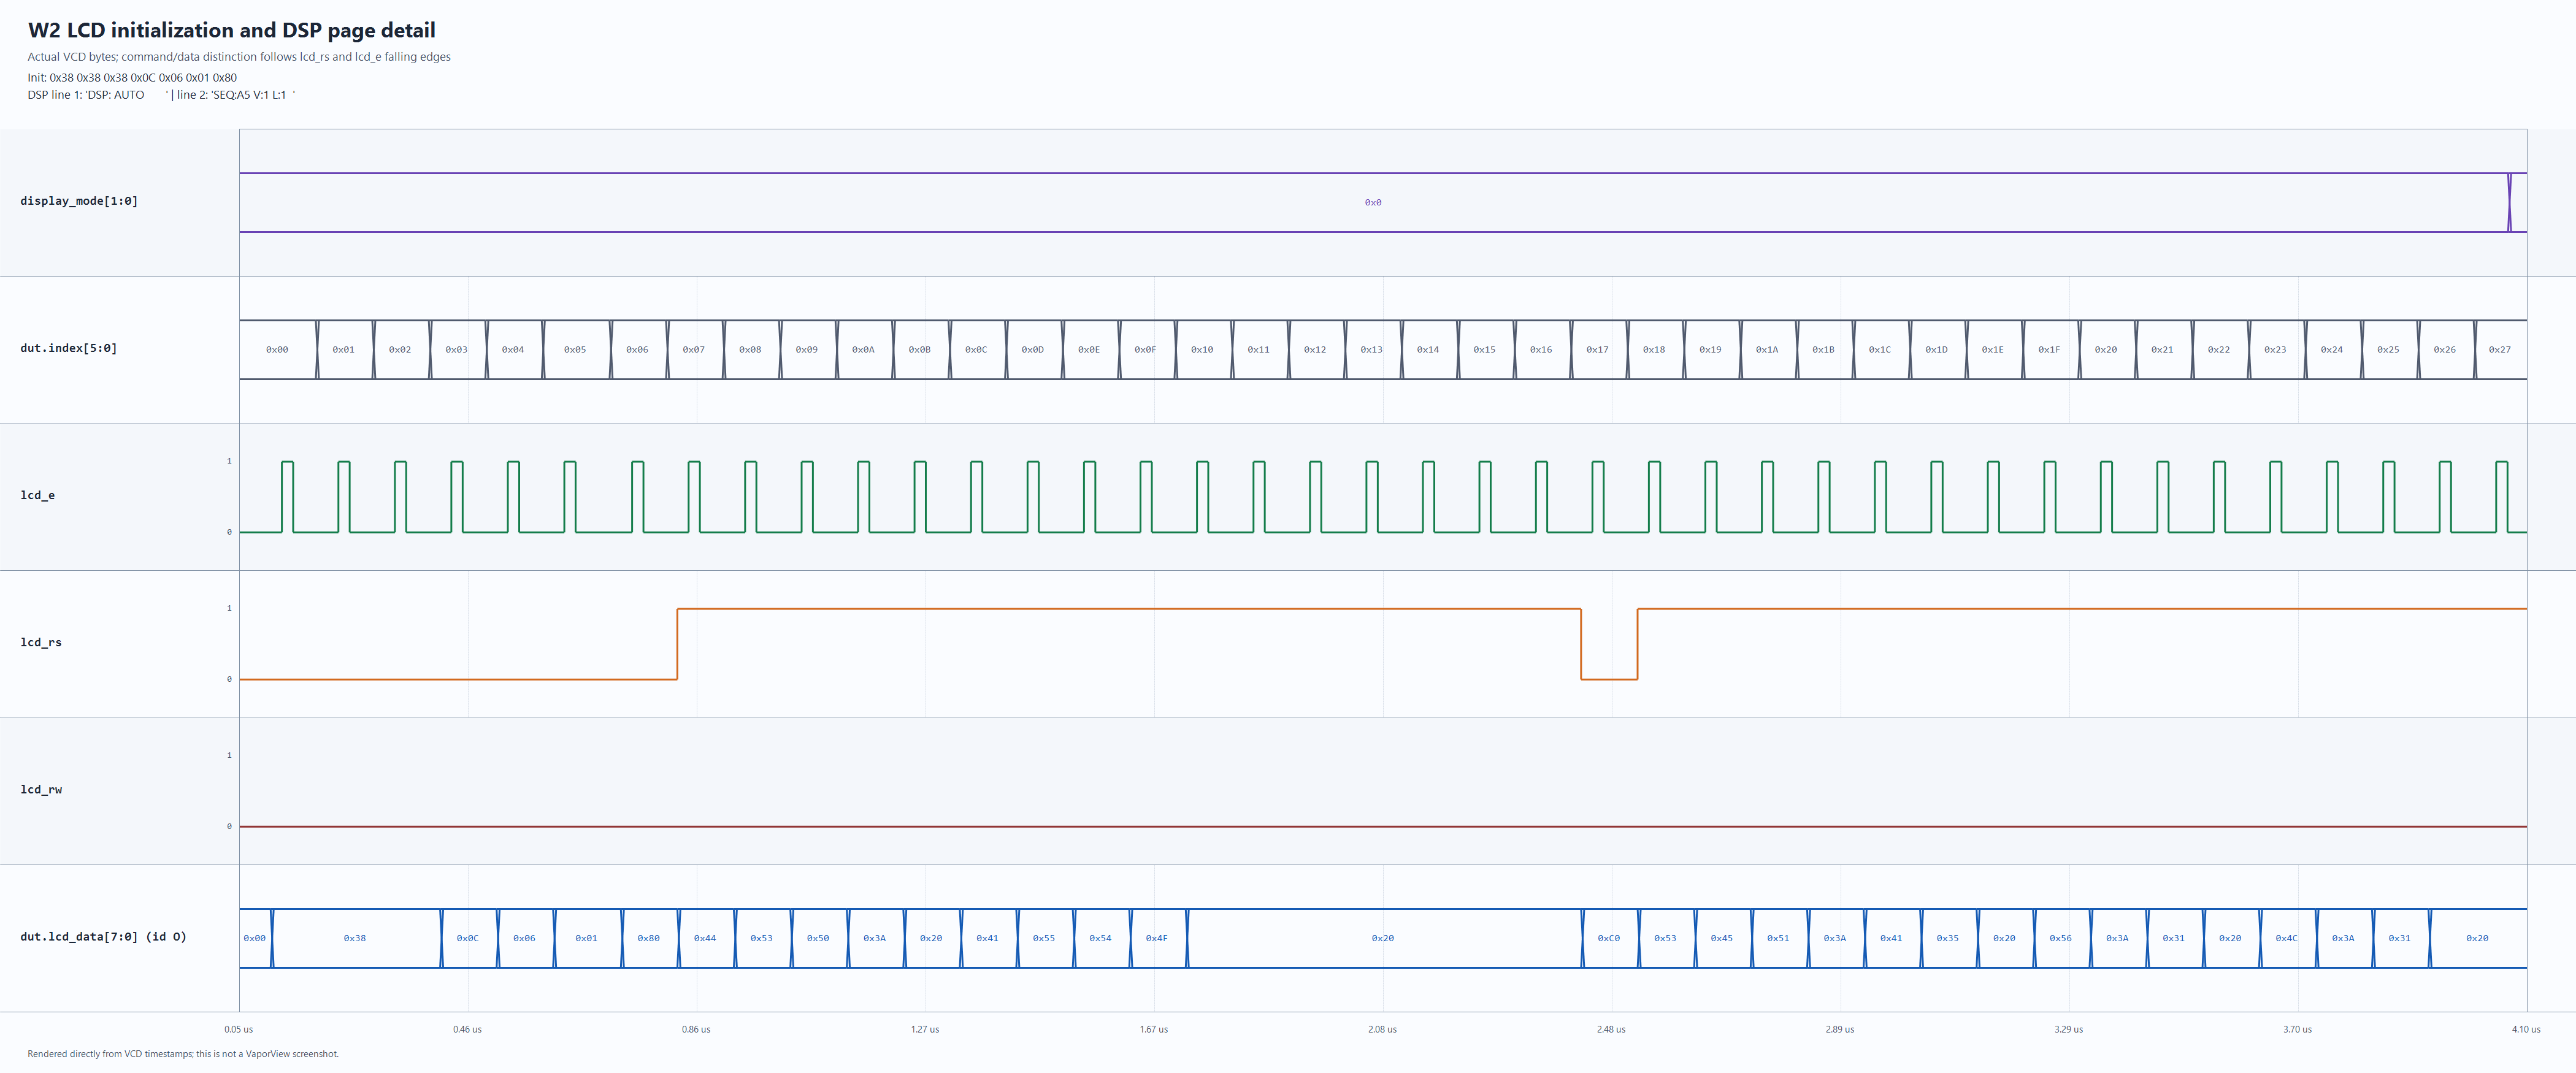 W2 LCD initialization and DSP page detail
Actual VCD bytes; command/data distinction follows lcd_rs and lcd_e falling edges
Init: 0x38 0x38 0x38 0x0C 0x06 0x01 0x80
DSP line 1: 'DSP: AUTO       ' | line 2: 'SEQ:A5 V:1 L:1  '
display_mode[1:0]
0x0
dut.index[5:0]
0x00 0x01 0x02 0x03 0x04 0x05 0x06 0x07 0x08 0x09 0x0A 0x0B 0x0C 0x0D 0x0E 0x0F 0x10 0x11 0x12 0x13 0x14 0x15 0x16 0x17 0x18 0x19 0x1A 0x1B 0x1C 0x1D 0x1E 0x1F 0x20 0x21 0x22 0x23 0x24 0x25 0x26 0x27
1
lcd_e
0
1
lcd_rs
0
1
lcd_rw
0
dut.lcd_data[7:0] (id O)
0x00 0x38 0x0C 0x06 0x01 0x80 0x44 0x53 0x50 0x3A 0x20 0x41 0x55 0x54 0x4F 0x20 0xC0 0x53 0x45 0x51 0x3A 0x41 0x35 0x20 0x56 0x3A 0x31 0x20 0x4C 0x3A 0x31 0x20
0.05 us 0.46 us 0.86 us 1.27 us 1.67 us 2.08 us 2.48 us 2.89 us 3.29 us 3.70 us 4.10 us
Rendered directly from VCD timestamps; this is not a VaporView screenshot.